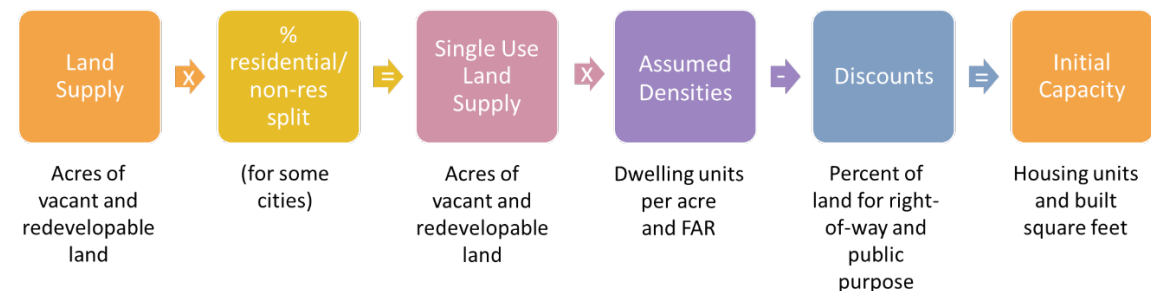 Land
Supply
x
%
residential/
non-res
split
=
Single Use
Land
Supply
x
Assumed
Densities
-
Discounts
=
Initial
Capacity
Acres of
vacant and
redevelopable
land
(for some
cities)
Acres of
vacant and
redevelopable
land
Dwelling units
per acre
and FAR
Percent of
land for right-
of-way and
public
purpose
Housing units
and built
square feet